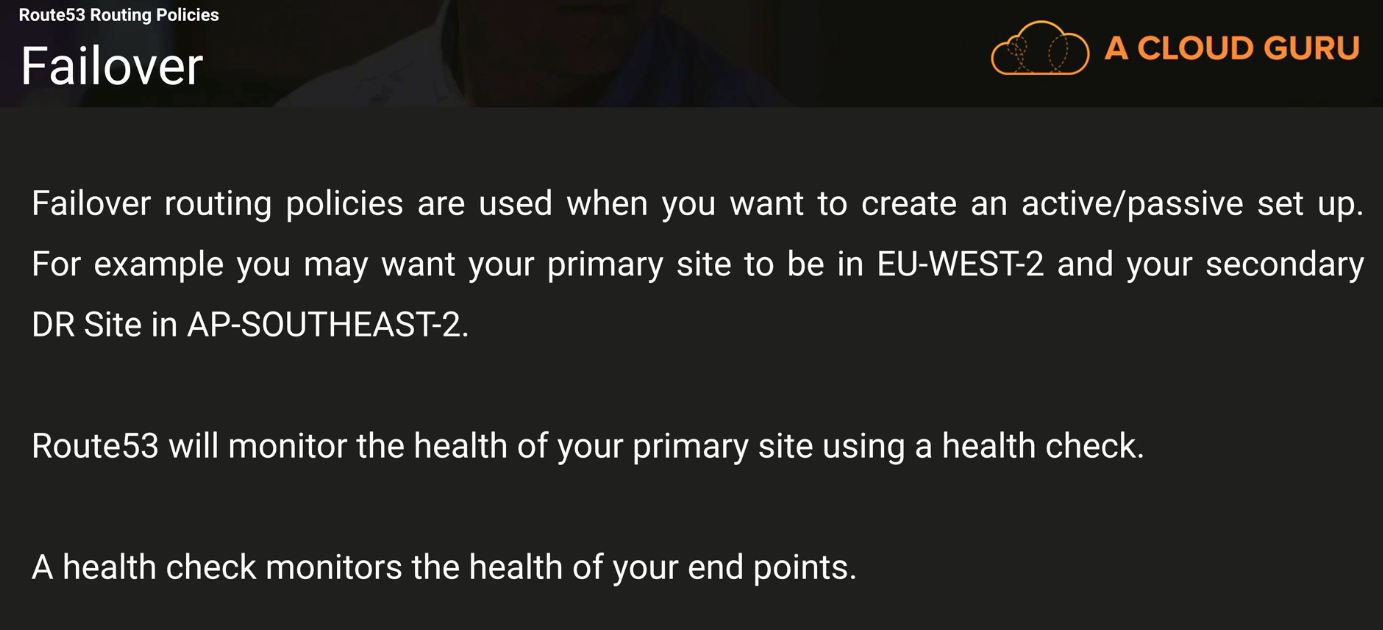 Route53 Routing Policies
Failover
A CLOUD GURU
Failover routing policies are used when you want to create an active/passive set up.
For example you may want your primary site to be in EU-WEST-2 and your secondary
DR Site in AP-SOUTHEAST-2.
Route53 will monitor the health of your primary site using a health check.
A health check monitors the health of your end points.